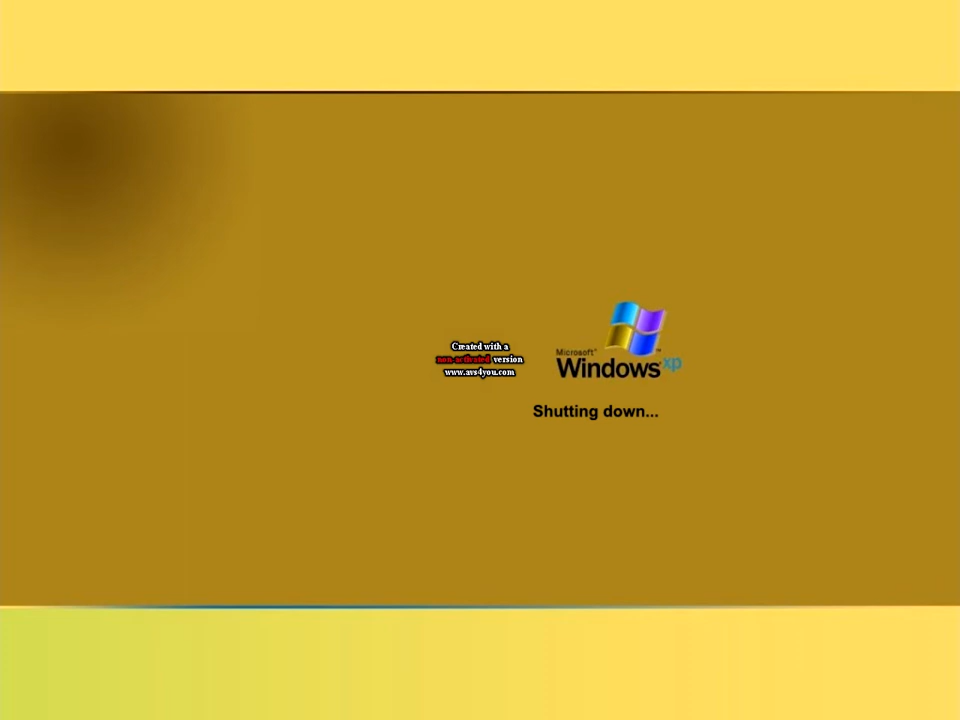 Created with a
non-activated version
www.avs4you.com
Microsoft®
Windows xp
Shutting down...